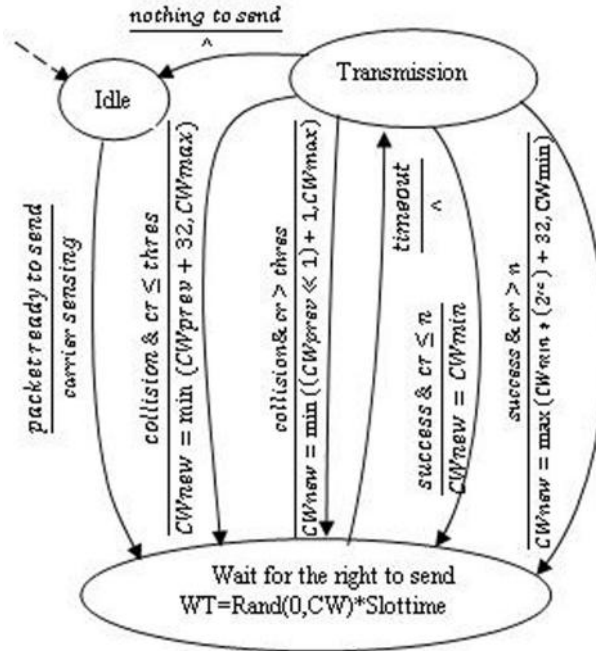 nothing to send
^
Idle
Transmission
packet ready to send
carrier sensing
collision & cr ≤ thres
CWnew = min (CWprev + 32, CWmax)
collision& cr > thres
CWnew = min ((CWprev ≪ 1) + 1, CWmax)
timeout
^
success & cr ≤ n
CWnew = CWmin
success & cr > n
CWnew = max (CWmin , (2 ) + 32, CWmin)
Wait for the right to send
WT=Rand(0,CW)*Slottime